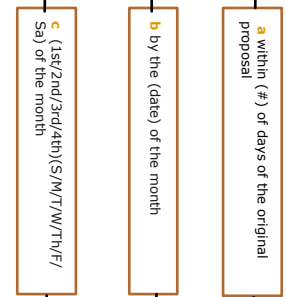 a within (#) of days of the original
proposal
b by the (date) of the month
c (1st/2nd/3rd/4th)(S/M/T/W/Th/F/
Sa) of the month